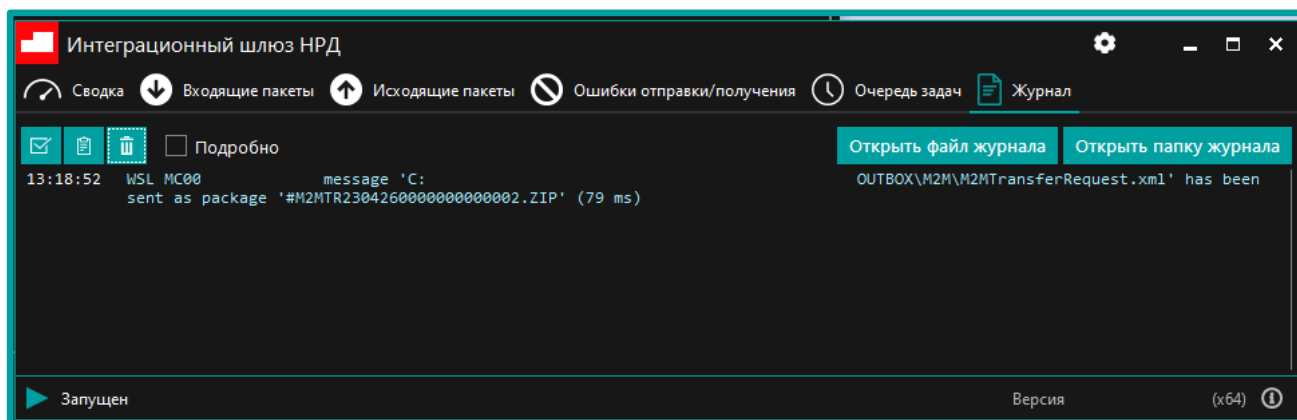 Интеграционный шлюз НРД
Сводка Входящие пакеты Исходящие пакеты Ошибки отправки/получения Очередь задач Журнал
Подробно Открыть файл журнала Открыть папку журнала
13:18:52 WSL MC00 message 'C: OUTBOX\M2M\M2MTransferRequest.xml' has been
sent as package '#M2MTR2304260000000000002.ZIP' (79 ms)
Запущен Версия (x64)